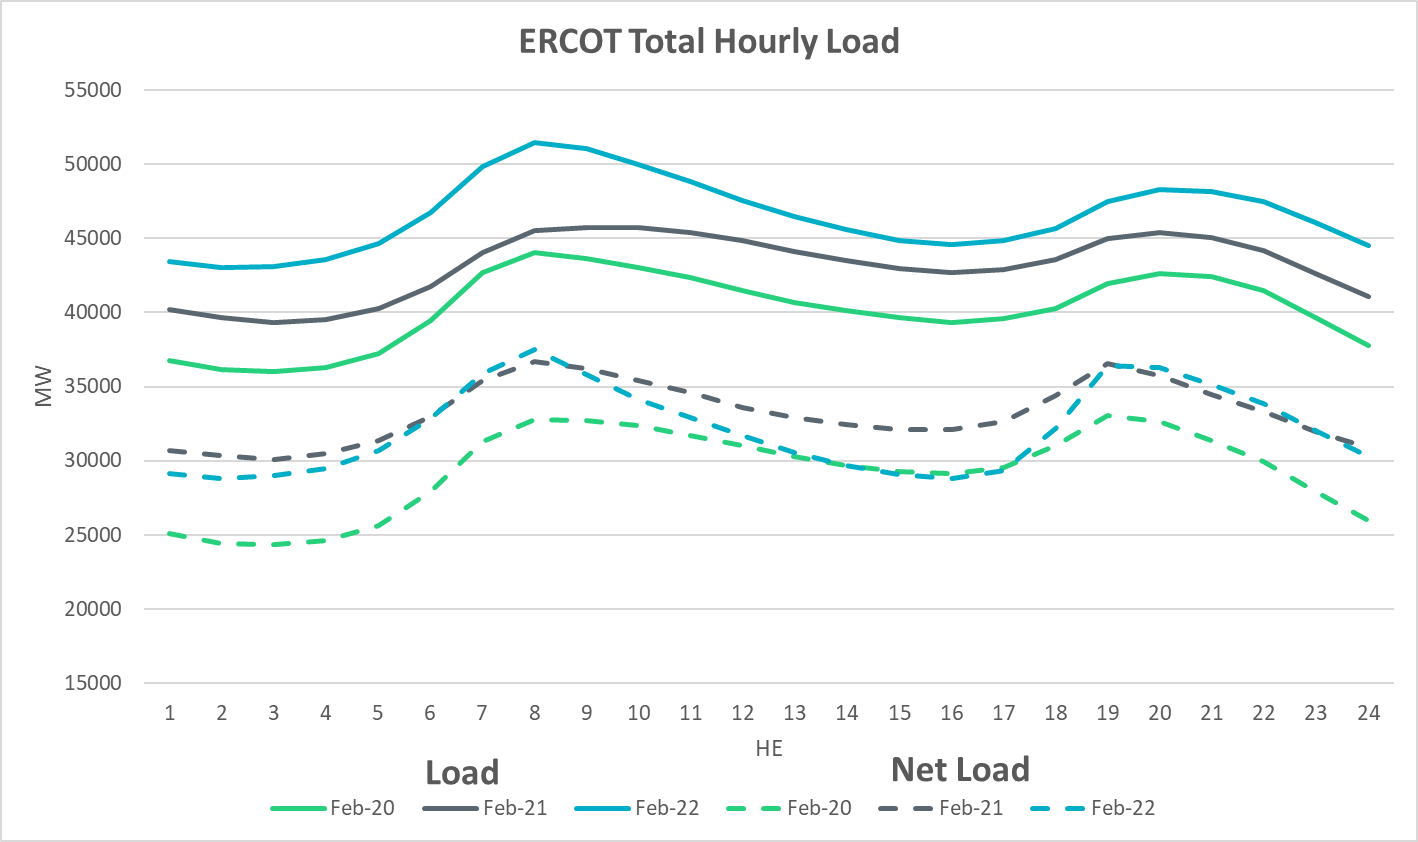 ERCOT Total Hourly Load
55000
50000
45000
40000
35000
30000
25000
20000
15000
MW
1 2 3 4 5 6 7 8 9 10 11 12 13 14 15 16 17 18 19 20 21 22 23 24
HE
Load Net Load
Feb-20 Feb-21 Feb-22 Feb-20 Feb-21 Feb-22